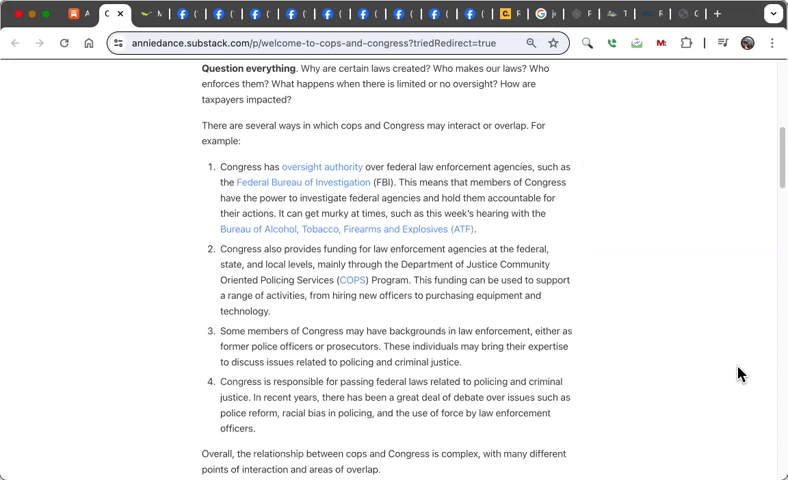 anniedance.substack.com/p/welcome-to-cops-and-congress?triedRedirect=true
Question everything. Why are certain laws created? Who makes our laws? Who
enforces them? What happens when there is limited or no oversight? How are
taxpayers impacted?
There are several ways in which cops and Congress may interact or overlap. For
example:
1. Congress has oversight authority over federal law enforcement agencies, such as
the Federal Bureau of Investigation (FBI). This means that members of Congress
have the power to investigate federal agencies and hold them accountable for
their actions. It can get murky at times, such as this week's hearing with the
Bureau of Alcohol, Tobacco, Firearms and Explosives (ATF).
2. Congress also provides funding for law enforcement agencies at the federal,
state, and local levels, mainly through the Department of Justice Community
Oriented Policing Services (COPS) Program. This funding can be used to support
a range of activities, from hiring new officers to purchasing equipment and
technology.
3. Some members of Congress may have backgrounds in law enforcement, either as
former police officers or prosecutors. These individuals may bring their expertise
to discuss issues related to policing and criminal justice.
4. Congress is responsible for passing federal laws related to policing and criminal
justice. In recent years, there has been a great deal of debate over issues such as
police reform, racial bias in policing, and the use of force by law enforcement
officers.
Overall, the relationship between cops and Congress is complex, with many different
points of interaction and areas of overlap.